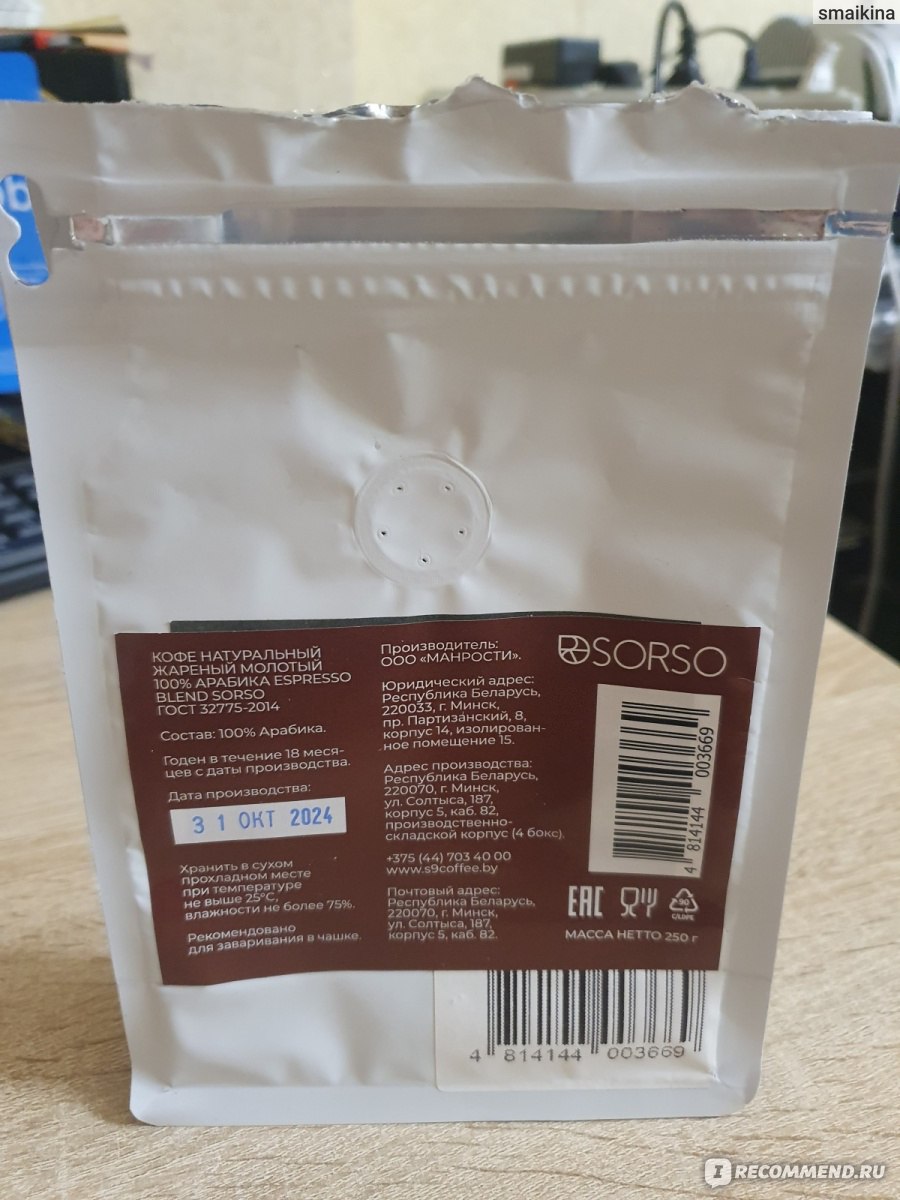 smaikina
КОФЕ НАТУРАЛЬНЫЙ
ЖАРЕНЫЙ МОЛОТЫЙ
100% АРАБИКА ESPRESSO
BLEND SORSO
ГОСТ 32775-2014
Состав: 100% Арабика.
Годен в течение 18 меся-
цев с даты производства.
Дата производства:
31 ОКТ 2024
Хранить в сухом
прохладном месте
при температуре
не выше 25°С,
влажности не более 75%.
Рекомендовано
для заваривания в чашке.
Производитель:
ООО «МАНРОСТИ».
Юридический адрес:
Республика Беларусь,
220033, г. Минск,
пр. Партизанский, 8,
корпус 14, изолирован-
ное помещение 15.
Адрес производства:
Республика Беларусь,
220070, г. Минск,
ул. Солтыса, 187,
корпус 5, каб. 82,
производственно-
складской корпус (4 бокс).
+375 (44) 703 40 00
www.s9coffee.by
Почтовый адрес:
Республика Беларусь,
220070, г. Минск,
ул. Солтыса, 187,
корпус 5, каб. 82.
SORSO
4 814144 003669
EAC
90
C/LDPE
МАССА НЕТТО 250 г
4 814144 003669
I RECOMMEND.RU